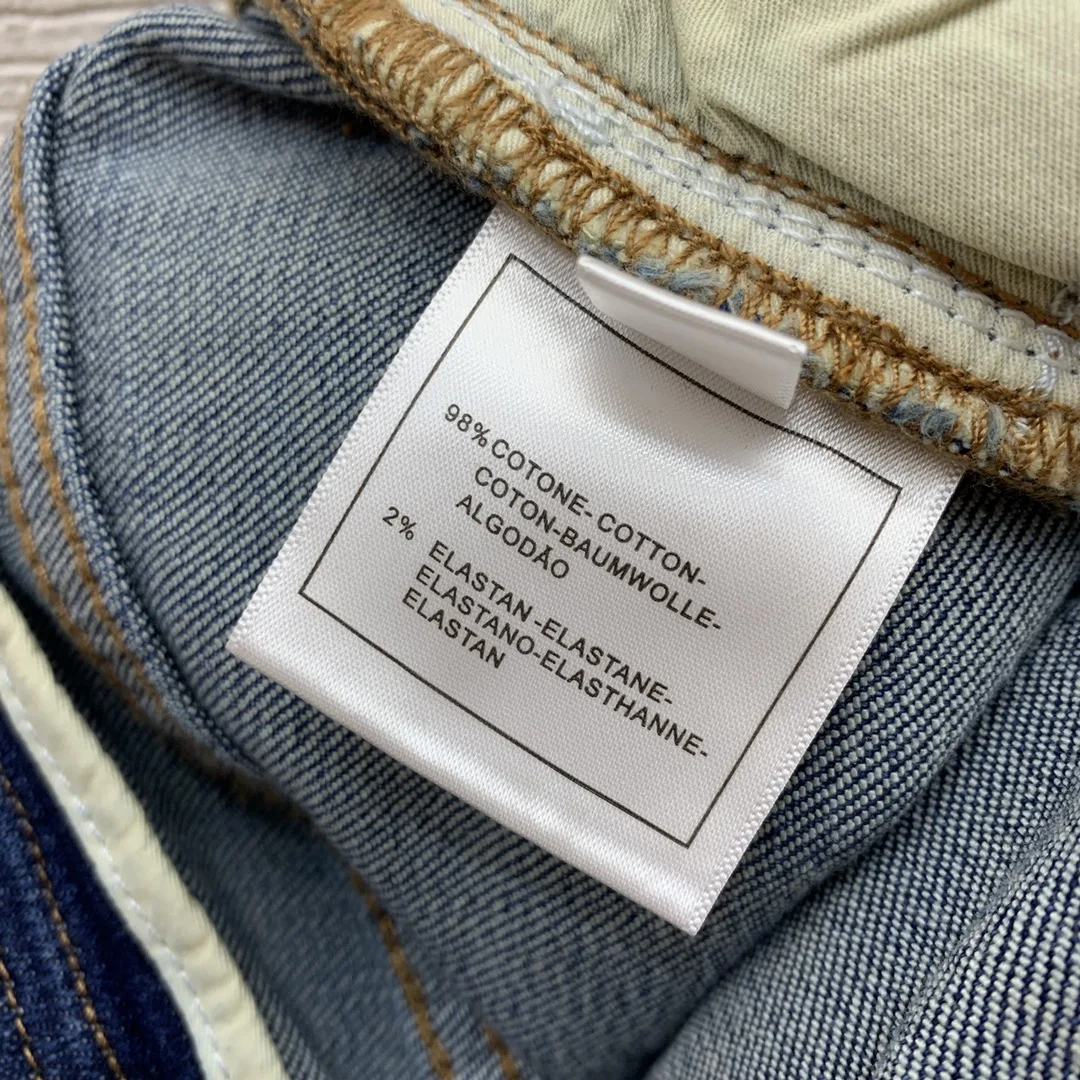 98% COTONE- COTTON-
COTON-BAUMWOLLE-
ALGODÃO
2% ELASTAN -ELASTANE-
ELASTANO-ELASTHANNE-
ELASTAN